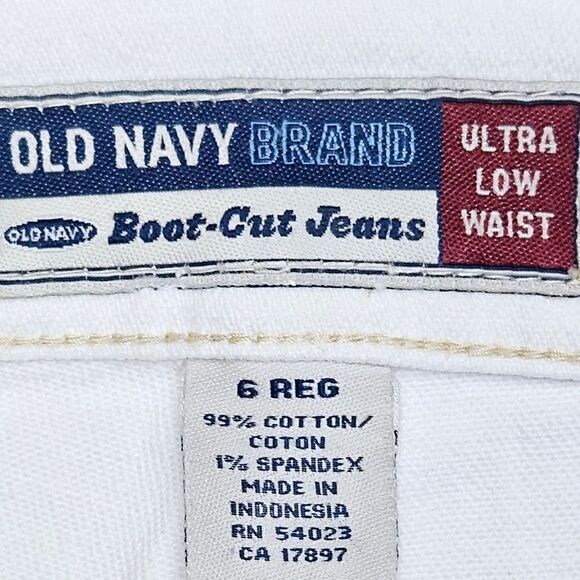 OLD NAVY BRAND
OLD NAVY Boot-Cut Jeans
ULTRA
LOW
WAIST
6 REG
99% COTTON/
COTON
1% SPANDEX
MADE IN
INDONESIA
RN 54023
CA 17897